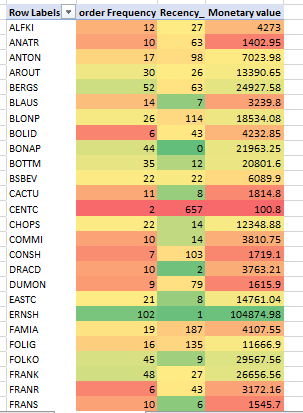 Row Labels order Frequency Recency_ Monetary value
ALFKI 12 27 4273
ANATR 10 63 1402.95
ANTON 17 98 7023.98
AROUT 30 26 13390.65
BERGS 52 63 24927.58
BLAUS 14 7 3239.8
BLONP 26 114 18534.08
BOLID 6 43 4232.85
BONAP 44 0 21963.25
BOTTM 35 12 20801.6
BSBEV 22 22 6089.9
CACTU 11 8 1814.8
CENTC 2 657 100.8
CHOPS 22 14 12348.88
COMMI 10 14 3810.75
CONSH 7 103 1719.1
DRACD 10 2 3763.21
DUMON 9 79 1615.9
EASTC 21 8 14761.04
ERNSH 102 1 104874.98
FAMIA 19 187 4107.55
FOLIG 16 135 11666.9
FOLKO 45 9 29567.56
FRANK 48 27 26656.56
FRANR 6 43 3172.16
FRANS 10 6 1545.7